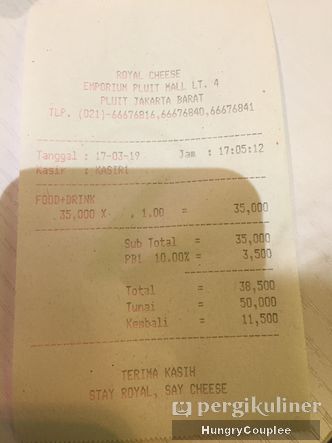 ROYAL CHEESE
EMPORIUM PLUIT MALL LT. 4
PLUIT JAKARTA BARAT
TLP. (021)-66676816,66676840,66676841
Tanggal : 17-03-19 Jam : 17:05:12
Kasir : KASIR1
FOOD+DRINK
35,000 X 1.00 = 35,000
Sub Total = 35,000
PB1 10.00% = 3,500
Total = 38,500
Tunai = 50,000
Kembali = 11,500
TERIMA KASIH
STAY ROYAL, SAY CHEESE
pergikuliner
HungryCouplee